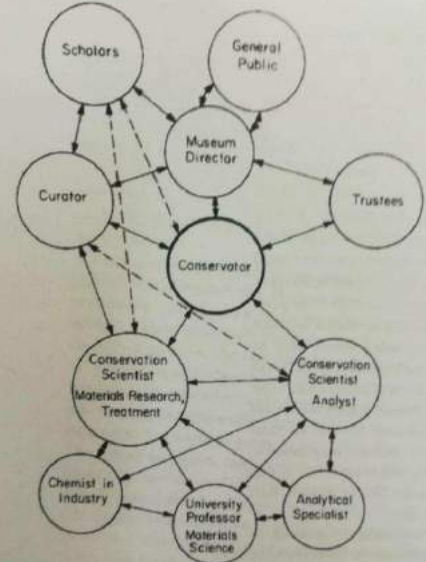 Scholars
General
Public
Museum
Director
Curator
Trustees
Conservator
Conservation
Scientist
Materials Research,
Treatment
Conservation
Scientist
Analyst
Chemist in
Industry
University
Professor
Materials
Science
Analytical
Specialist